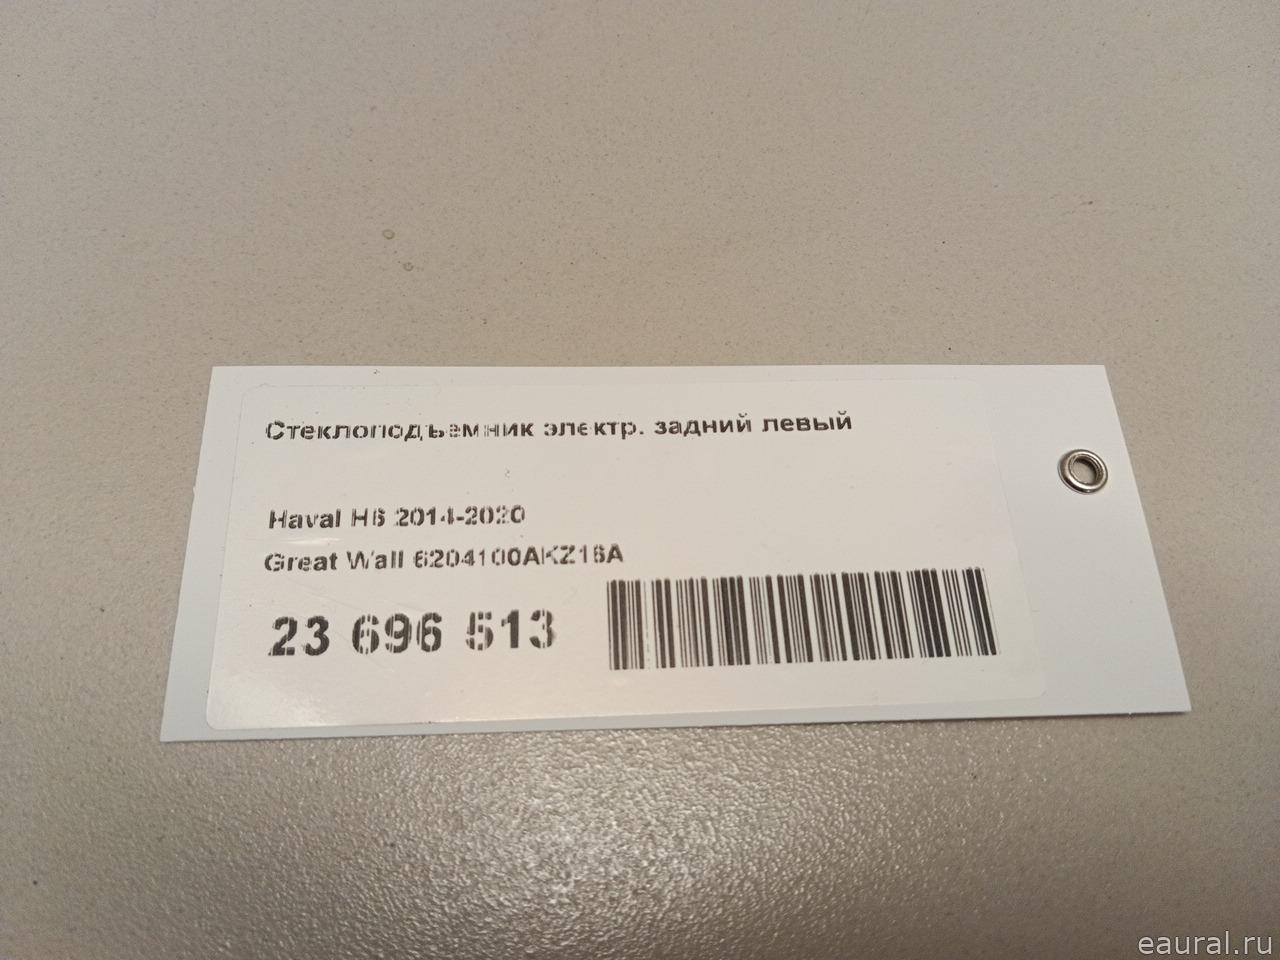 Стеклоподъемник электр. задний левый
Haval H6 2014-2020
Great Wall 6204100AKZ16A
23 696 513
eaural.ru